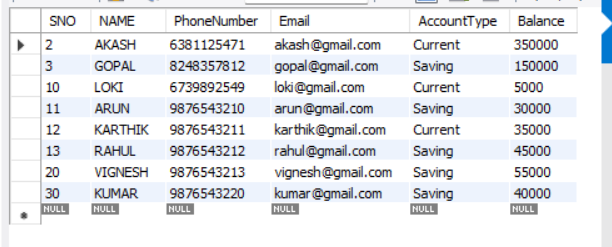 SNO NAME PhoneNumber Email AccountType Balance
2 AKASH 6381125471 akash@gmail.com Current 350000
3 GOPAL 8248357812 gopal@gmail.com Saving 150000
10 LOKI 6739892549 loki@gmail.com Current 5000
11 ARUN 9876543210 arun@gmail.com Saving 30000
12 KARTHIK 9876543211 karthik@gmail.com Current 35000
13 RAHUL 9876543212 rahul@gmail.com Saving 45000
20 VIGNESH 9876543213 vignesh@gmail.com Saving 55000
30 KUMAR 9876543220 kumar@gmail.com Saving 40000
NULL NULL NULL NULL NULL NULL